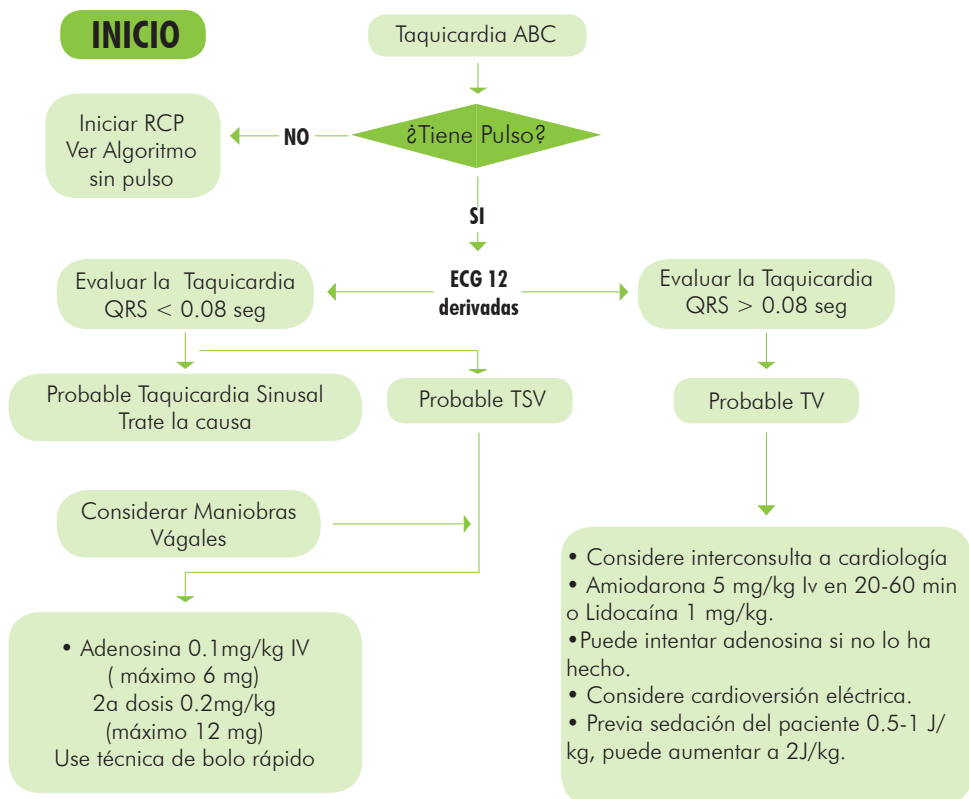 INICIO
Taquicardia ABC
¿Tiene Pulso?
NO
Iniciar RCP
Ver Algoritmo
sin pulso
SI
ECG 12
derivadas
Evaluar la Taquicardia
QRS < 0.08 seg
Evaluar la Taquicardia
QRS > 0.08 seg
Probable Taquicardia Sinusal
Trate la causa
Probable TSV
Probable TV
Considerar Maniobras
Vágales
• Adenosina 0.1mg/kg IV
( máximo 6 mg)
2a dosis 0.2mg/kg
(máximo 12 mg)
Use técnica de bolo rápido
• Considere interconsulta a cardiología
• Amiodarona 5 mg/kg Iv en 20-60 min
o Lidocaína 1 mg/kg.
•Puede intentar adenosina si no lo ha
hecho.
• Considere cardioversión eléctrica.
• Previa sedación del paciente 0.5-1 J/
kg, puede aumentar a 2J/kg.